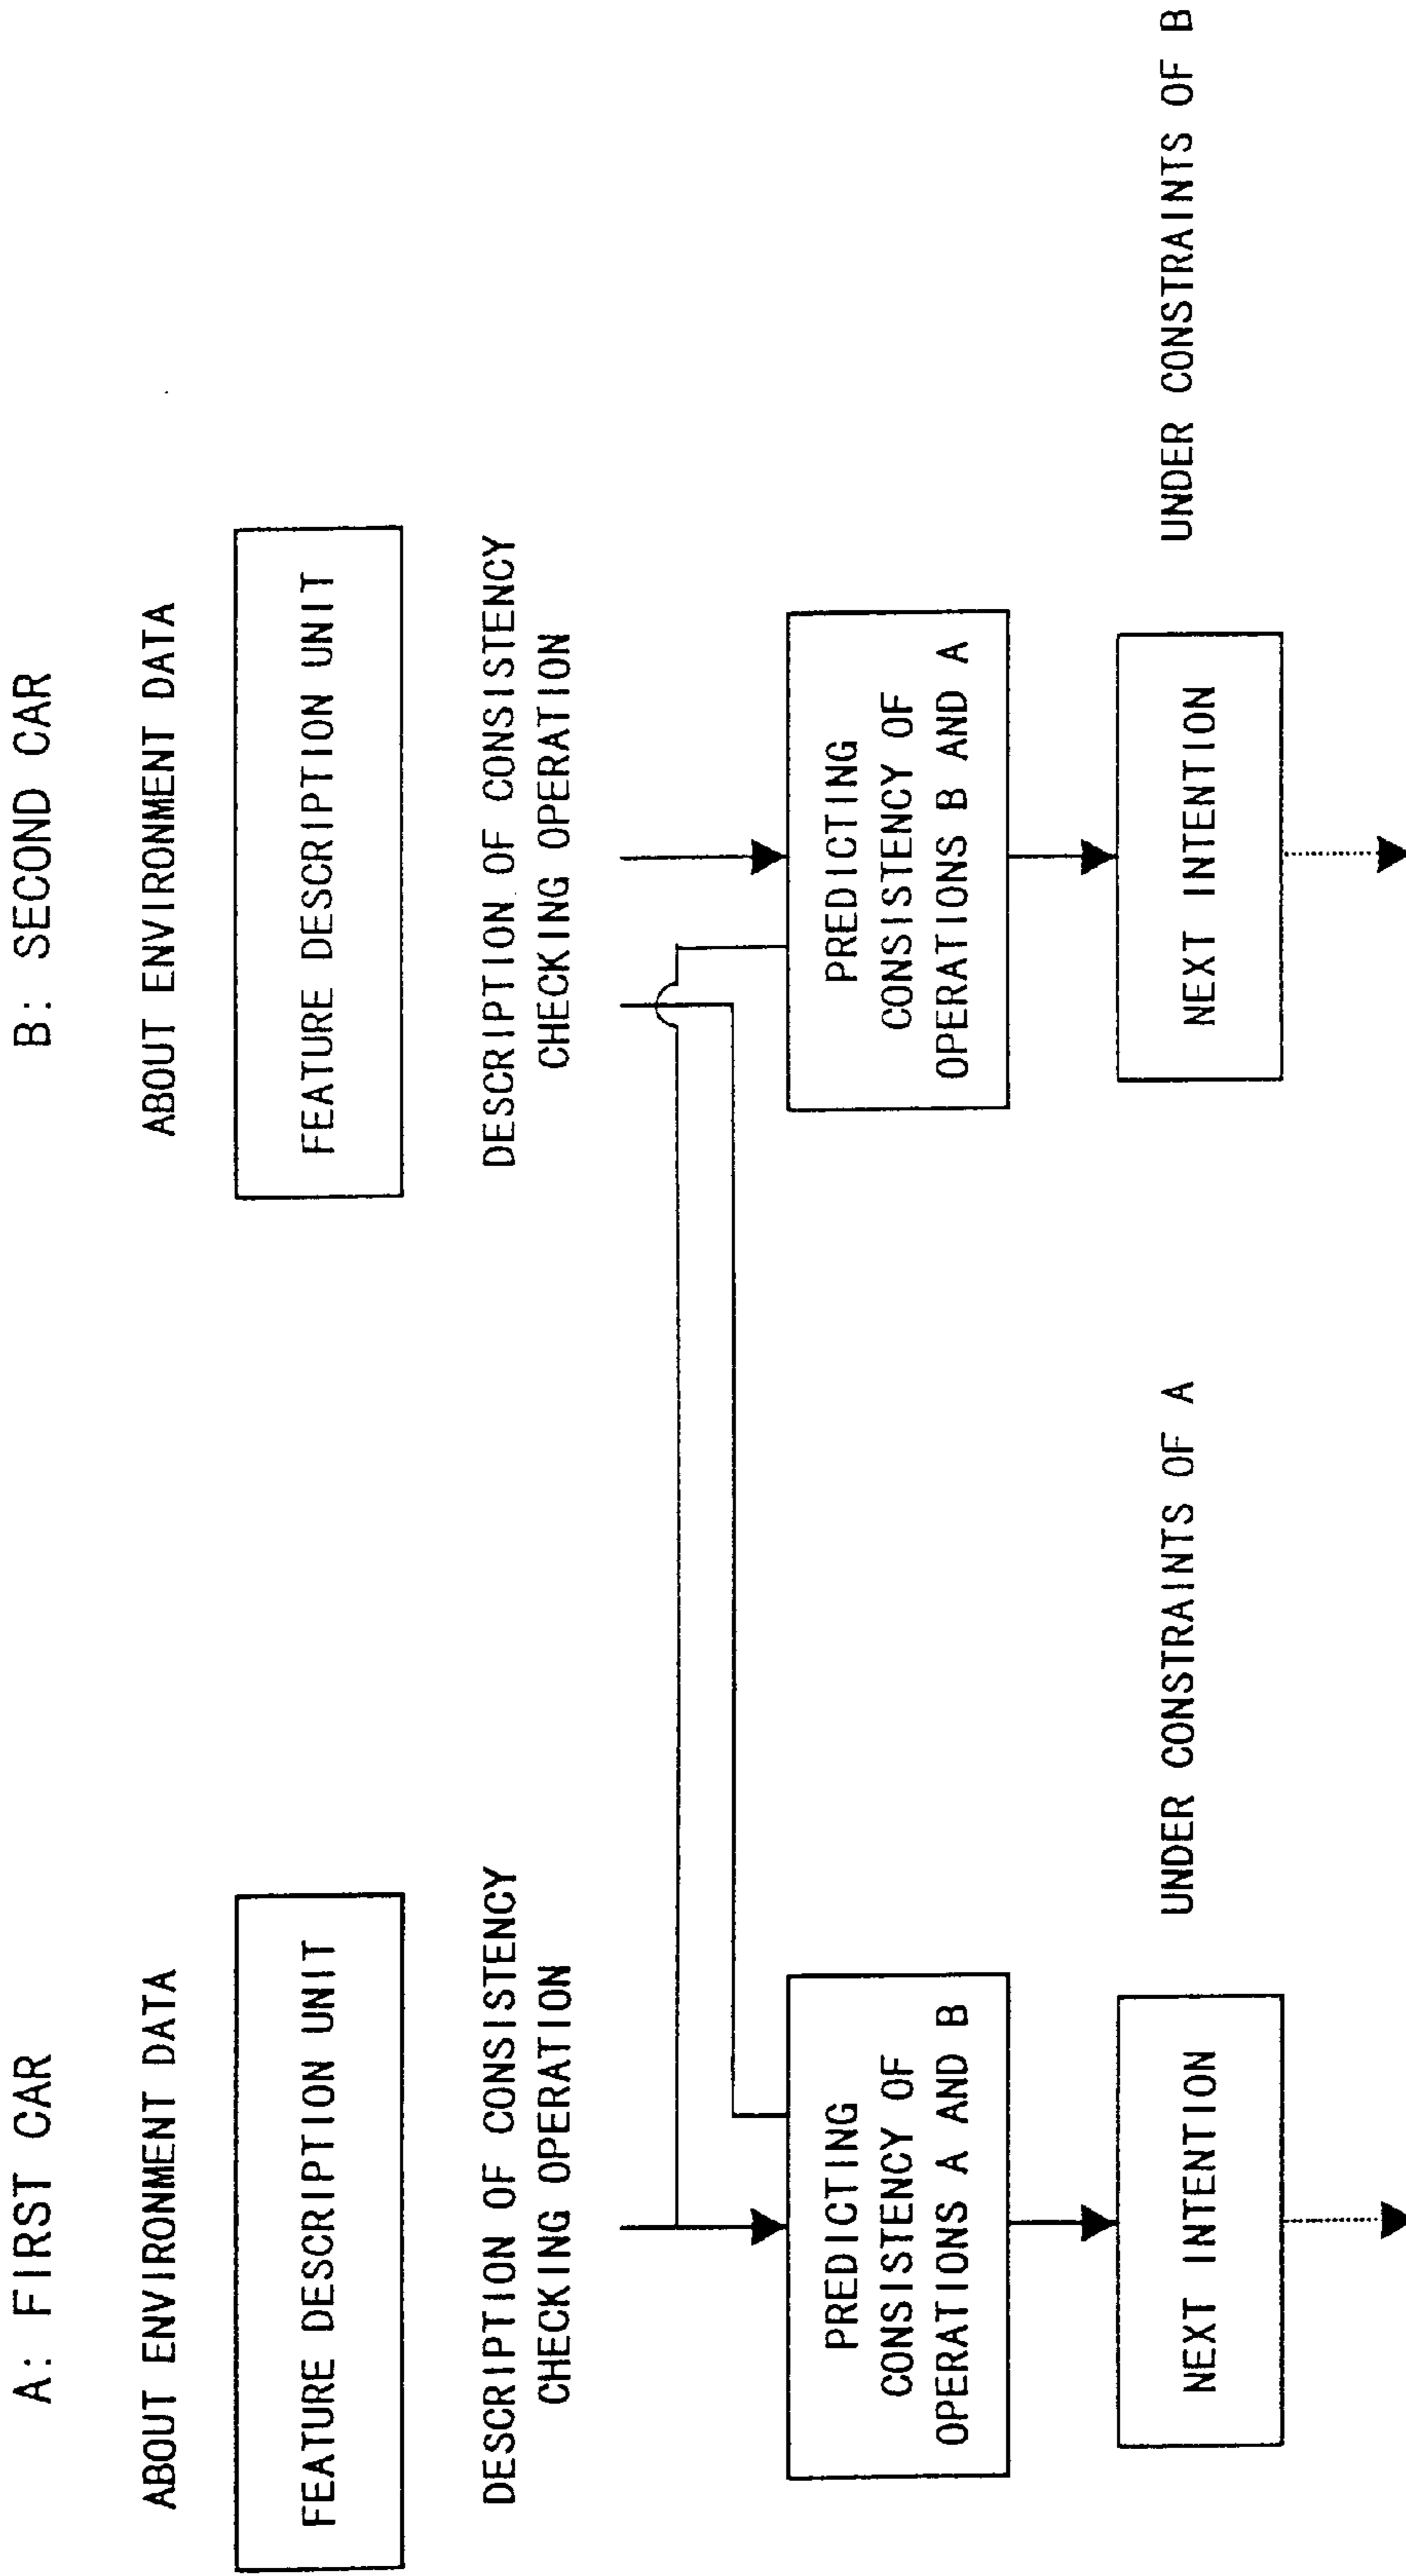 A: FIRST CAR
ABOUT ENVIRONMENT DATA
FEATURE DESCRIPTION UNIT
DESCRIPTION OF CONSISTENCY
CHECKING OPERATION
PREDICTING
CONSISTENCY OF
OPERATIONS A AND B
NEXT INTENTION
UNDER CONSTRAINTS OF A
B: SECOND CAR
ABOUT ENVIRONMENT DATA
FEATURE DESCRIPTION UNIT
DESCRIPTION OF CONSISTENCY
CHECKING OPERATION
PREDICTING
CONSISTENCY OF
OPERATIONS B AND A
NEXT INTENTION
UNDER CONSTRAINTS OF B